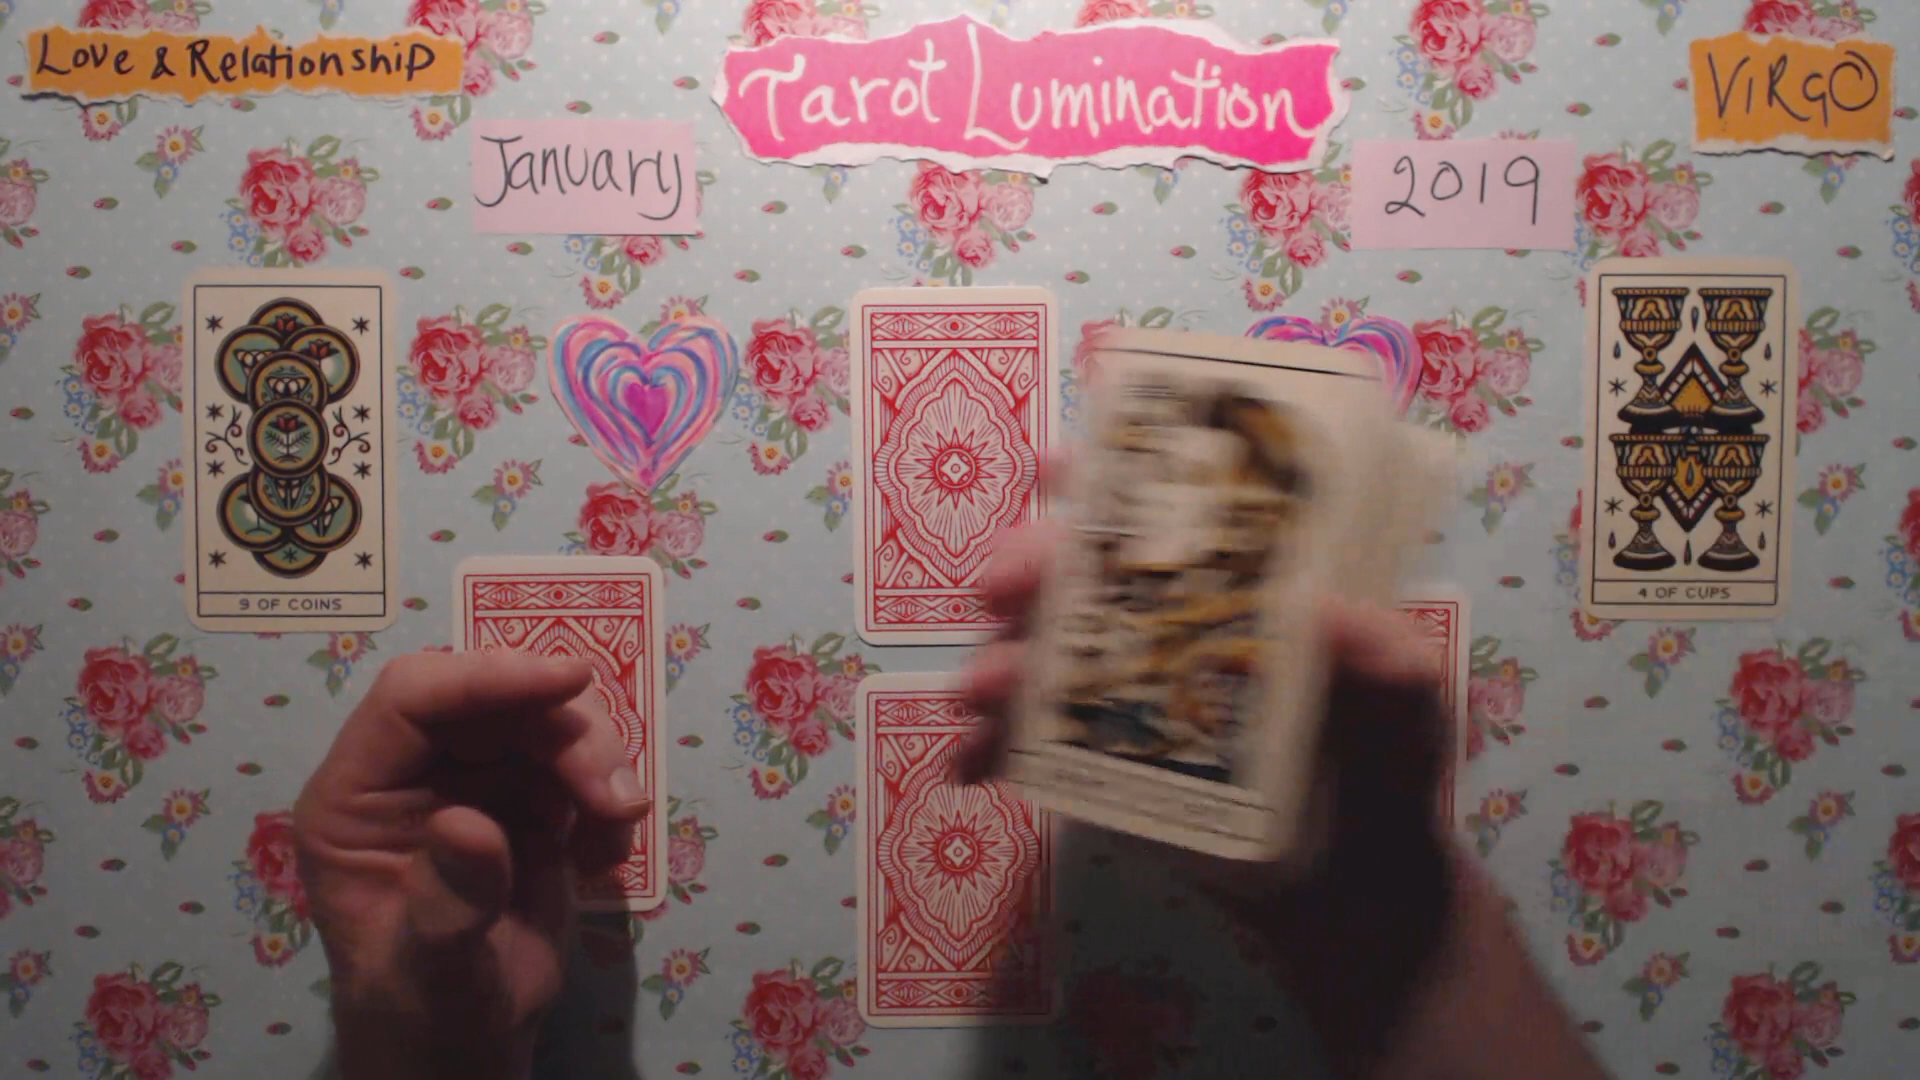 Love & Relationship
Tarot Lumination
VIRGO
January
2019
9 OF COINS
4 OF CUPS